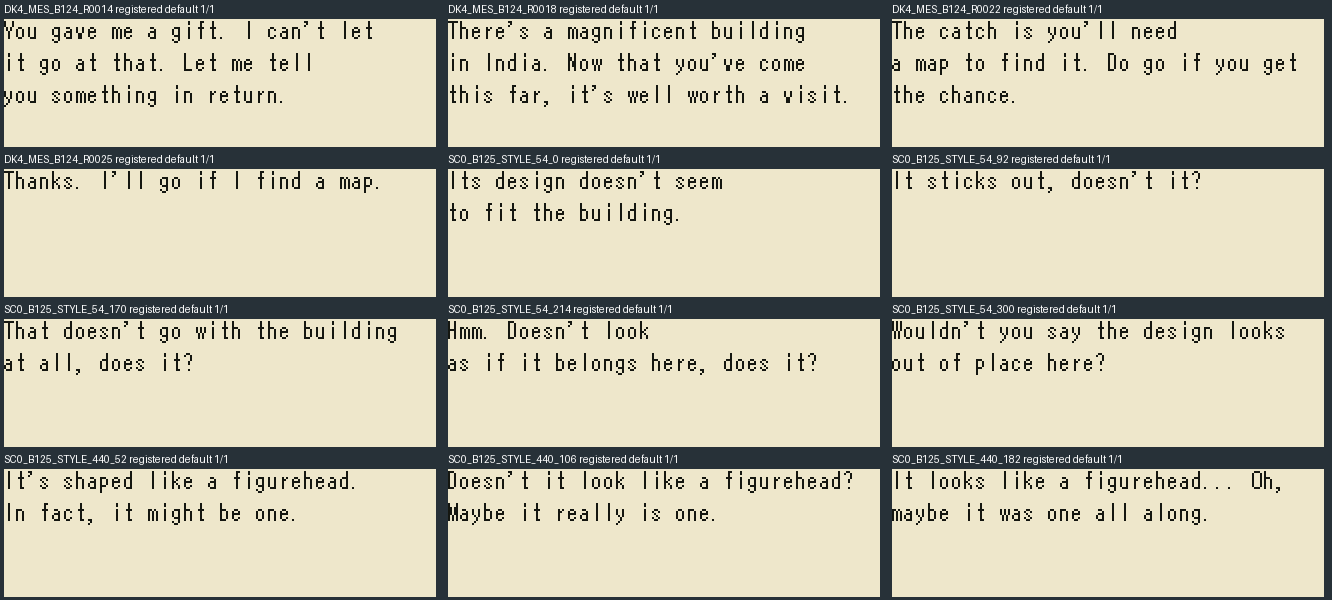 DK4_MES_B124_R0014 registered default 1/1
You gave me a gift. I can't let
it go at that. Let me tell
you something in return.
DK4_MES_B124_R0018 registered default 1/1
There's a magnificent building
in India. Now that you've come
this far, it's well worth a visit.
DK4_MES_B124_R0022 registered default 1/1
The catch is you'll need
a map to find it. Do go if you get
the chance.
DK4_MES_B124_R0025 registered default 1/1
Thanks. I'll go if I find a map.
SC0_B125_STYLE_54_0 registered default 1/1
Its design doesn't seem
to fit the building.
SC0_B125_STYLE_54_92 registered default 1/1
It sticks out, doesn't it?
SC0_B125_STYLE_54_170 registered default 1/1
That doesn't go with the building
at all, does it?
SC0_B125_STYLE_54_214 registered default 1/1
Hmm. Doesn't look
as if it belongs here, does it?
SC0_B125_STYLE_54_300 registered default 1/1
Wouldn't you say the design looks
out of place here?
SC0_B125_STYLE_440_52 registered default 1/1
It's shaped like a figurehead.
In fact, it might be one.
SC0_B125_STYLE_440_106 registered default 1/1
Doesn't it look like a figurehead?
Maybe it really is one.
SC0_B125_STYLE_440_182 registered default 1/1
It looks like a figurehead... Oh,
maybe it was one all along.